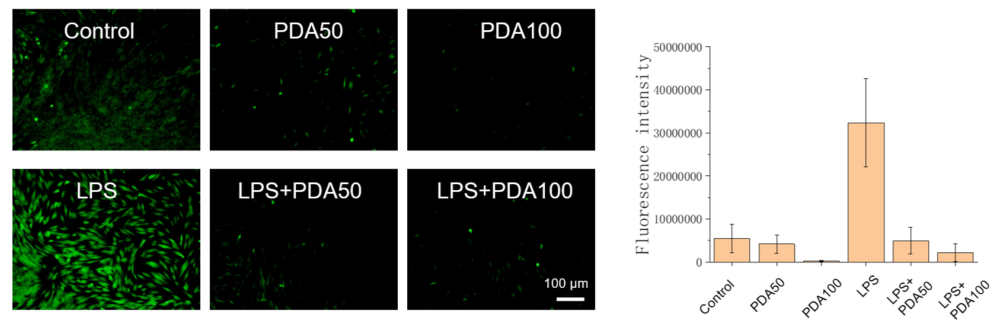 Control
PDA50
PDA100
LPS
LPS+PDA50
LPS+PDA100
100 μm
Fluorescence intensity
50000000
40000000
30000000
20000000
10000000
0
Control
PDA50
PDA100
LPS
LPS+
PDA50
LPS+
PDA100